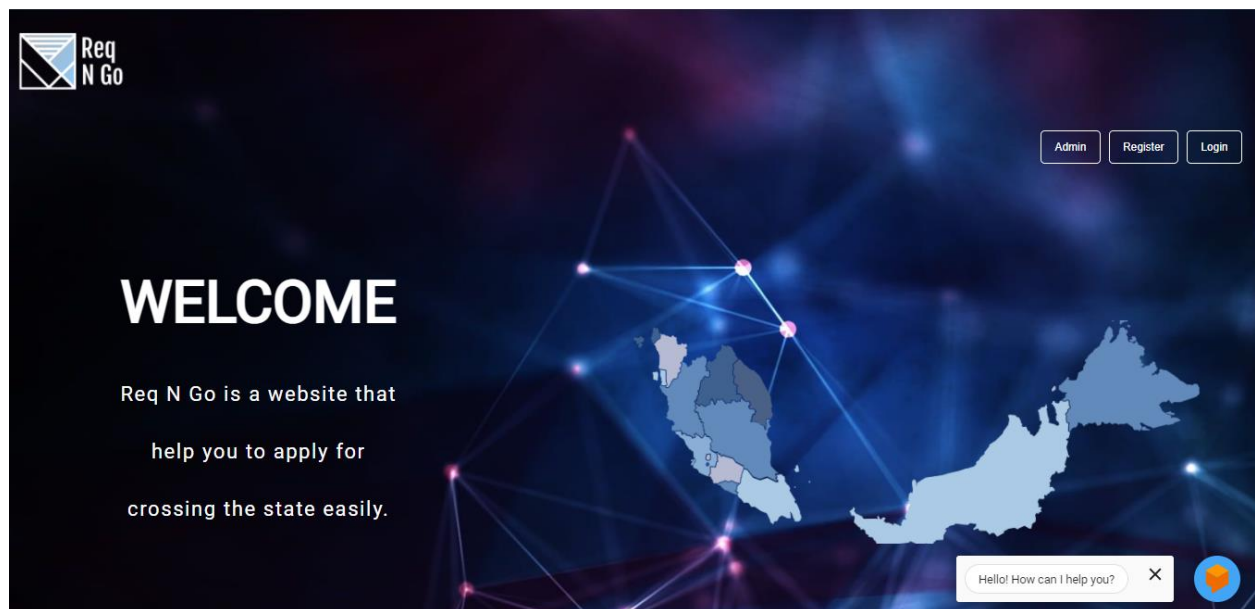 Req
N Go
Admin
Register
Login
WELCOME
Req N Go is a website that
help you to apply for
crossing the state easily.
Hello! How can I help you?